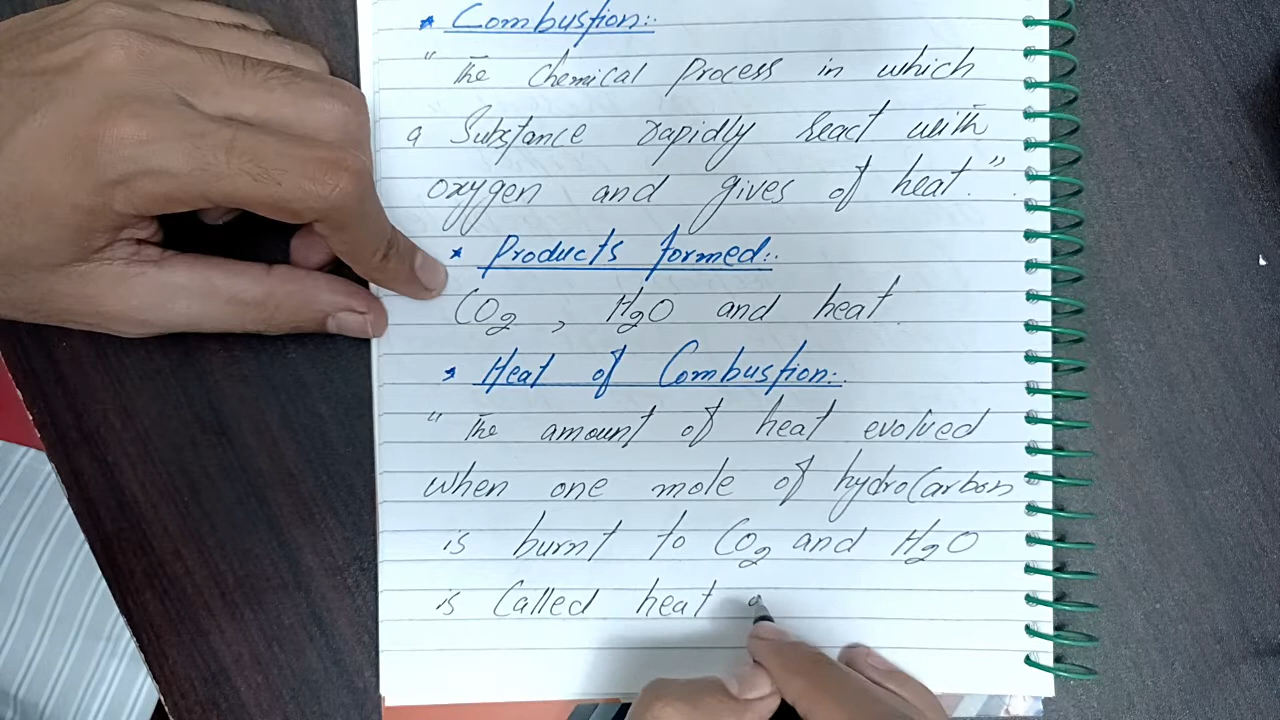 * Combustion:.
" The Chemical Process in which
a Substance rapidly react with
oxygen and gives of heat."
* Products formed:.
CO2 , H2O and heat.
* Heat of Combustion:.
" The amount of heat evolved
when one mole of hydroCarbon
is burnt to CO2 and H2O
is Called heat o